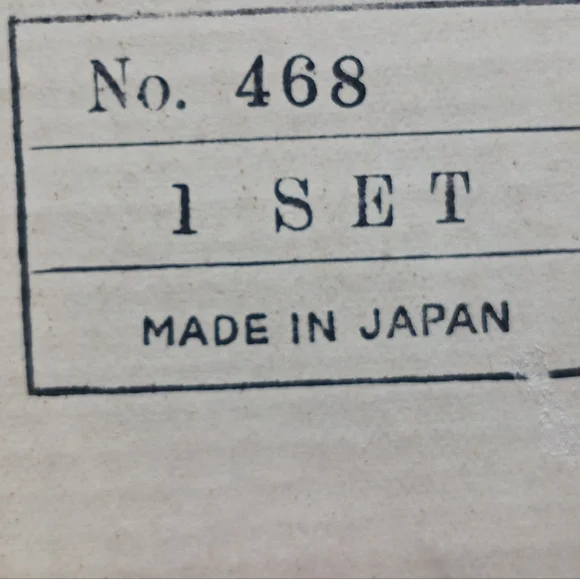 No. 468
1 SET
MADE IN JAPAN